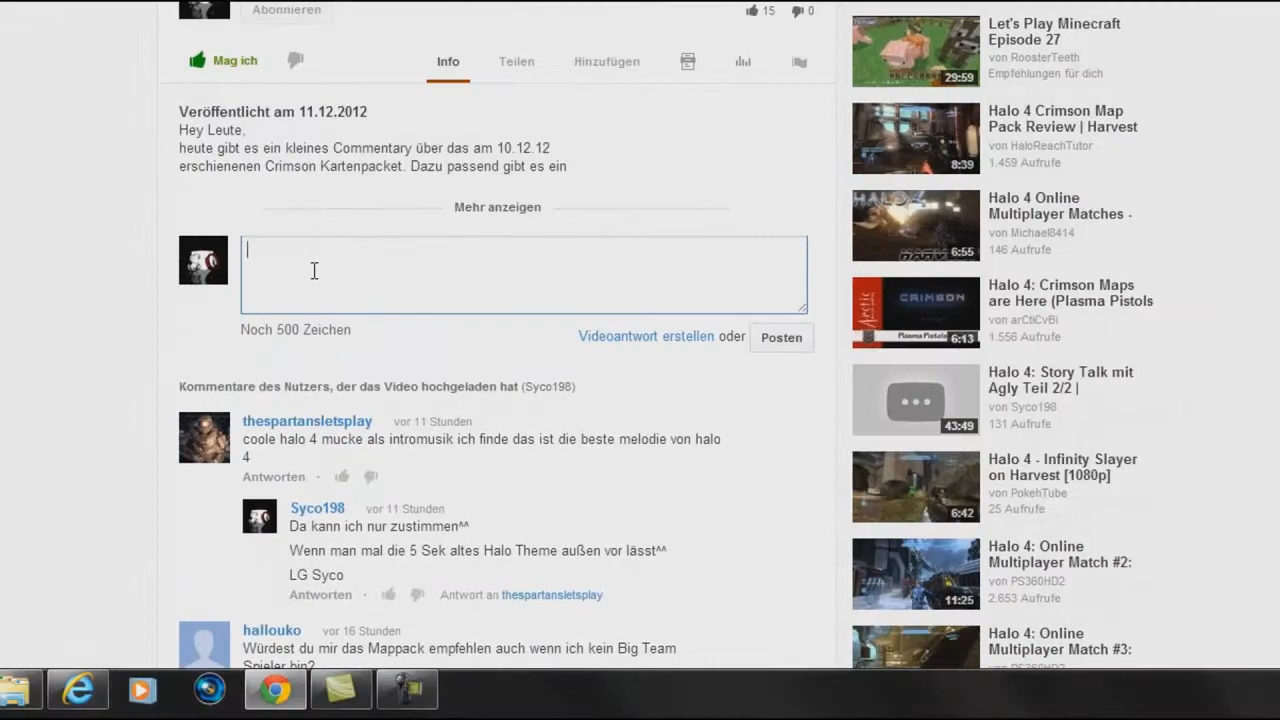 Abonnieren
15 0
Mag ich
Info Teilen Hinzufügen
Veröffentlicht am 11.12.2012
Hey Leute,
heute gibt es ein kleines Commentary über das am 10.12.12
erschienenen Crimson Kartenpacket. Dazu passend gibt es ein
Mehr anzeigen
Noch 500 Zeichen
Videoantwort erstellen oder Posten
Kommentare des Nutzers, der das Video hochgeladen hat (Syco198)
thespartansletsplay vor 11 Stunden
coole halo 4 mucke als intromusik ich finde das ist die beste melodie von halo
4
Antworten ·
Syco198 vor 11 Stunden
Da kann ich nur zustimmen^^
Wenn man mal die 5 Sek altes Halo Theme außen vor lässt^^
LG Syco
Antworten · Antwort an thespartansletsplay
hallouko vor 16 Stunden
Würdest du mir das Mappack empfehlen auch wenn ich kein Big Team
Spieler bin?
Let's Play Minecraft
Episode 27
von RoosterTeeth
Empfehlungen für dich
29:59
Halo 4 Crimson Map
Pack Review | Harvest
von HaloReachTutor
1.459 Aufrufe
8:39
Halo 4 Online
Multiplayer Matches -
von Michael8414
146 Aufrufe
HALO 4
6:55
Halo 4: Crimson Maps
are Here (Plasma Pistols
von arCtiCvBi
1.556 Aufrufe
Arctic
CRIMSON
Plasma Pistols
6:13
Halo 4: Story Talk mit
Agly Teil 2/2 |
von Syco198
131 Aufrufe
43:49
Halo 4 - Infinity Slayer
on Harvest [1080p]
von PokehTube
25 Aufrufe
6:42
Halo 4: Online
Multiplayer Match #2:
von PS360HD2
2.653 Aufrufe
11:25
Halo 4: Online
Multiplayer Match #3:
von PS360HD2